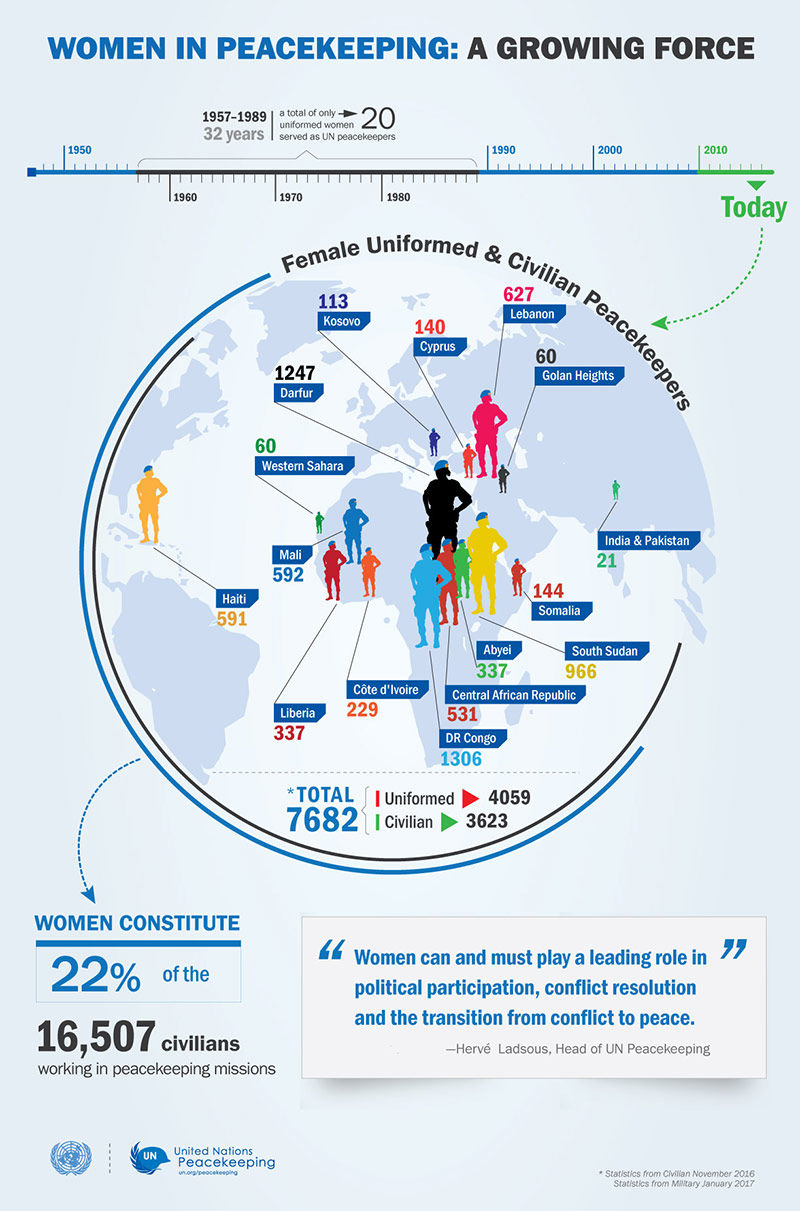 WOMEN IN PEACEKEEPING: A GROWING FORCE
1957–1989
32 years
a total of only
uniformed women
served as UN peacekeepers
20
1950
1990
2000
2010
1960
1970
1980
Today
Female Uniformed & Civilian Peacekeepers
113
Kosovo
627
Lebanon
140
Cyprus
60
Golan Heights
1247
Darfur
60
Western Sahara
Mali
592
India & Pakistan
21
Haiti
591
144
Somalia
Abyei
337
South Sudan
966
Côte d'Ivoire
229
Central African Republic
531
Liberia
337
DR Congo
1306
*TOTAL
7682
Uniformed 4059
Civilian 3623
WOMEN CONSTITUTE
22% of the
16,507 civilians
working in peacekeeping missions
“ Women can and must play a leading role in ”
political participation, conflict resolution
and the transition from conflict to peace.
—Hervé Ladsous, Head of UN Peacekeeping
UN
United Nations
Peacekeeping
un.org/peacekeeping
* Statistics from Civilian November 2016
Statistics from Military January 2017